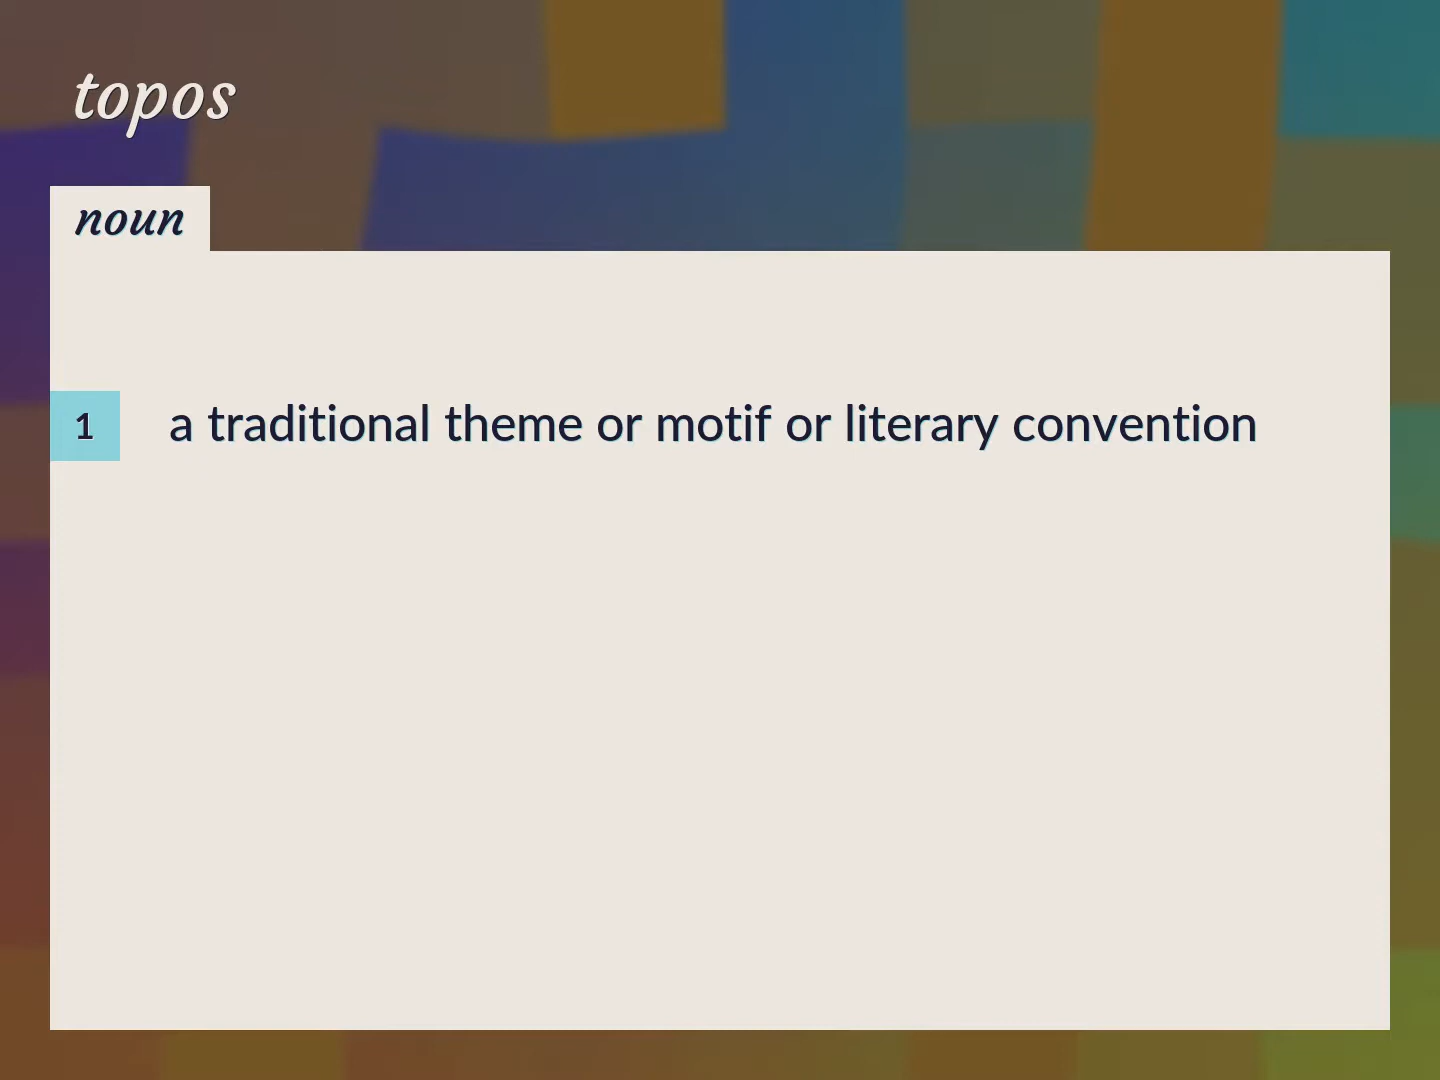 topos
noun
1 a traditional theme or motif or literary convention